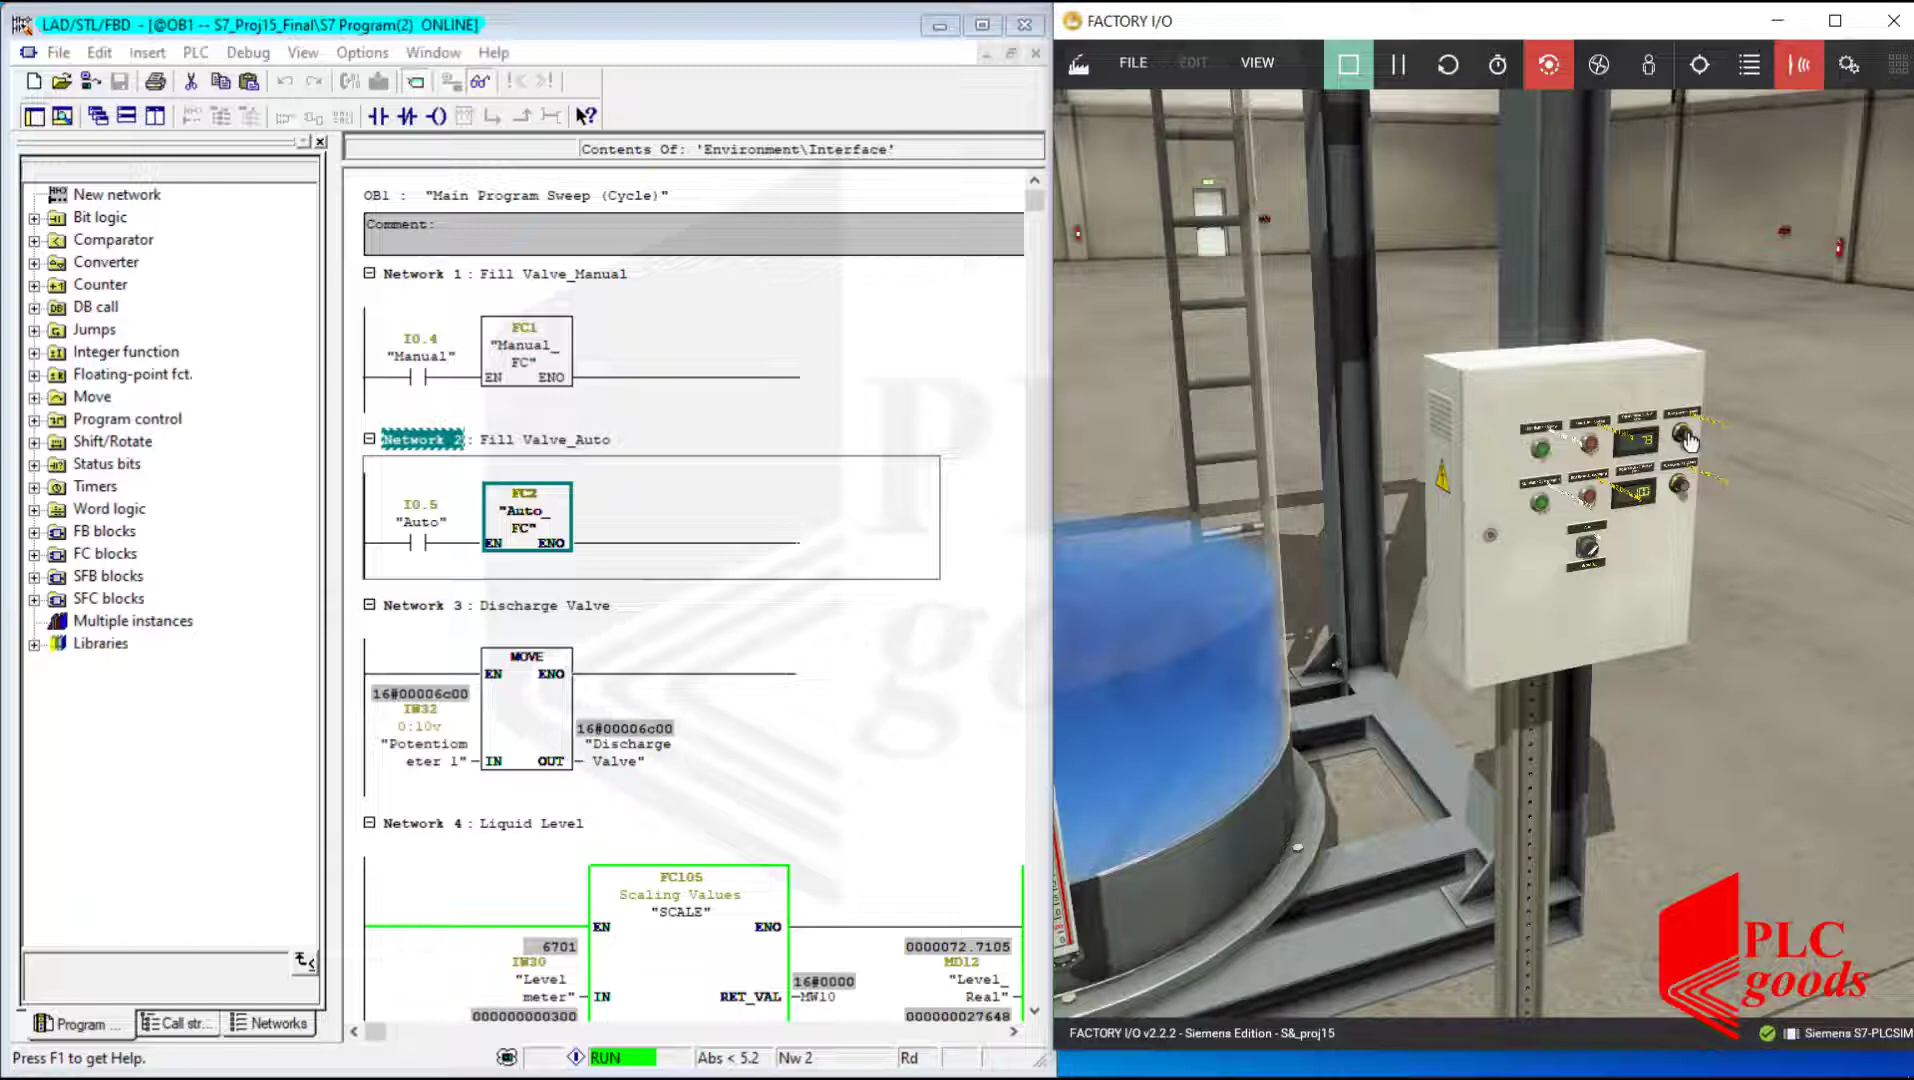 LAD/STL/FBD - [@OB1 -- S7_Proj15_Final\S7 Program(2) ONLINE]
File Edit Insert PLC Debug View Options Window Help
Contents Of: 'Environment\Interface'
New network
Bit logic
Comparator
Converter
Counter
DB call
Jumps
Integer function
Floating-point fct.
Move
Program control
Shift/Rotate
Status bits
Timers
Word logic
FB blocks
FC blocks
SFB blocks
SFC blocks
Multiple instances
Libraries
Program ...
Call str...
Networks
OB1 : "Main Program Sweep (Cycle)"
Comment:
Network 1 : Fill Valve_Manual
I0.4
"Manual"
FC1
"Manual_
FC"
EN ENO
Network 2 : Fill Valve_Auto
I0.5
"Auto"
FC2
"Auto_
FC"
EN ENO
Network 3 : Discharge Valve
MOVE
EN ENO
16#00006c00
IW32
0:10v
"Potentiom
eter 1"
IN OUT
16#00006c00
"Discharge
Valve"
Network 4 : Liquid Level
FC105
Scaling Values
"SCALE"
EN ENO
6701
IW30
"Level
meter"
IN RET_VAL
16#0000
MW10
0000072.7105
MD12
"Level_
Real"
000000000300
000000027648
Press F1 to get Help.
RUN
Abs < 5.2
Nw 2
Rd
FACTORY I/O
FILE EDIT VIEW
78
100
PLC
goods
FACTORY I/O v2.2.2 - Siemens Edition - S&_proj15
Siemens S7-PLCSIM